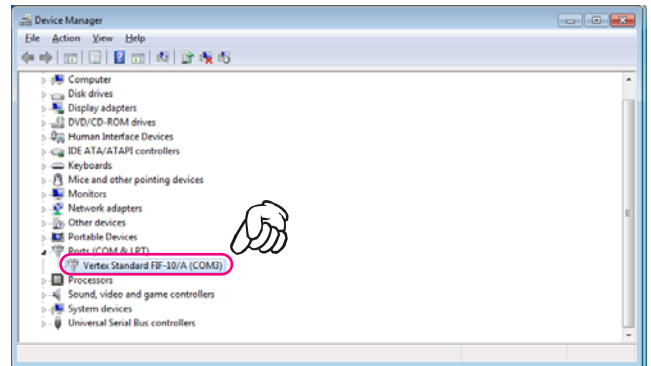 Device Manager
File Action View Help
Computer
Disk drives
Display adapters
DVD/CD-ROM drives
Human Interface Devices
IDE ATA/ATAPI controllers
Keyboards
Mice and other pointing devices
Monitors
Network adapters
Other devices
Portable Devices
Ports (COM & LPT)
Vertex Standard FIF-10/A (COM3)
Processors
Sound, video and game controllers
System devices
Universal Serial Bus controllers